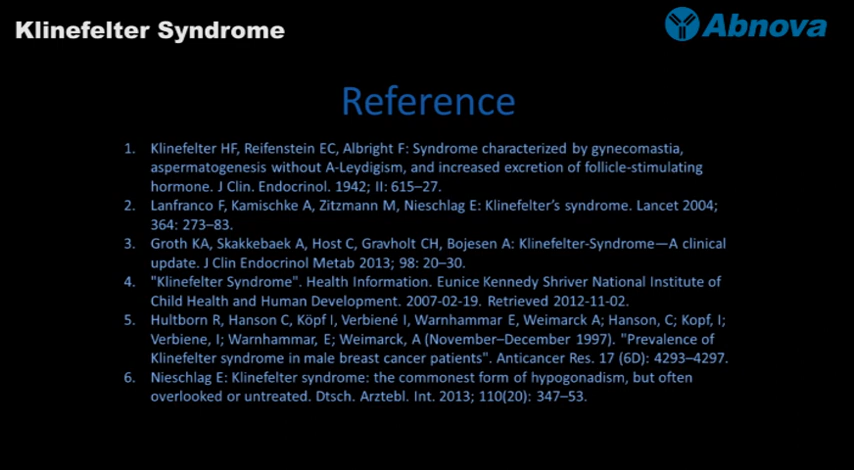 Klinefelter Syndrome
Abnova
Reference
1. Klinefelter HF, Reifenstein EC, Albright F: Syndrome characterized by gynecomastia,
aspermatogenesis without A-Leydigism, and increased excretion of follicle-stimulating
hormone. J Clin. Endocrinol. 1942; II: 615–27.
2. Lanfranco F, Kamischke A, Zitzmann M, Nieschlag E: Klinefelter’s syndrome. Lancet 2004;
364: 273–83.
3. Groth KA, Skakkebaek A, Host C, Gravholt CH, Bojesen A: Klinefelter-Syndrome—A clinical
update. J Clin Endocrinol Metab 2013; 98: 20–30.
4. "Klinefelter Syndrome". Health Information. Eunice Kennedy Shriver National Institute of
Child Health and Human Development. 2007-02-19. Retrieved 2012-11-02.
5. Hultborn R, Hanson C, Köpf I, Verbiené I, Warnhammar E, Weimarck A; Hanson, C; Kopf, I;
Verbiene, I; Warnhammar, E; Weimarck, A (November–December 1997). "Prevalence of
Klinefelter syndrome in male breast cancer patients". Anticancer Res. 17 (6D): 4293–4297.
6. Nieschlag E: Klinefelter syndrome: the commonest form of hypogonadism, but often
overlooked or untreated. Dtsch. Arztebl. Int. 2013; 110(20): 347–53.